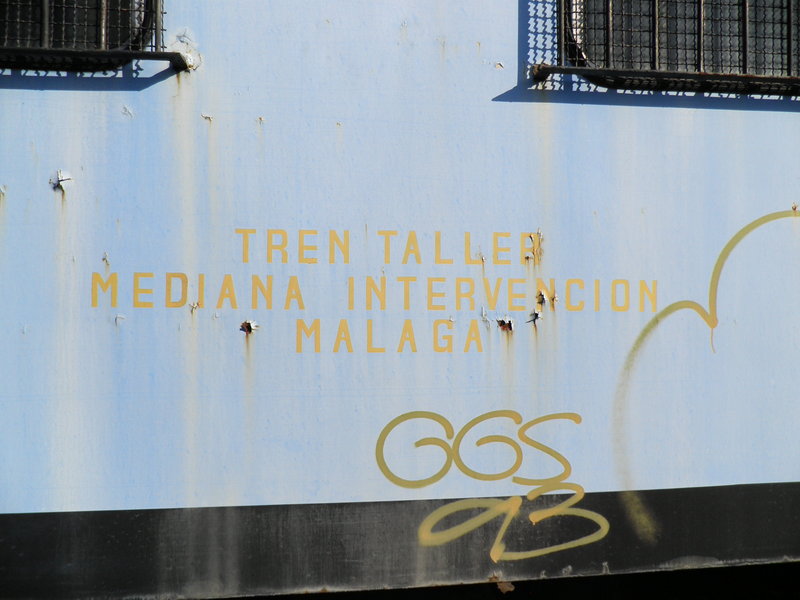 TREN TALLER
MEDIANA INTERVENCION
MALAGA
GGS
93